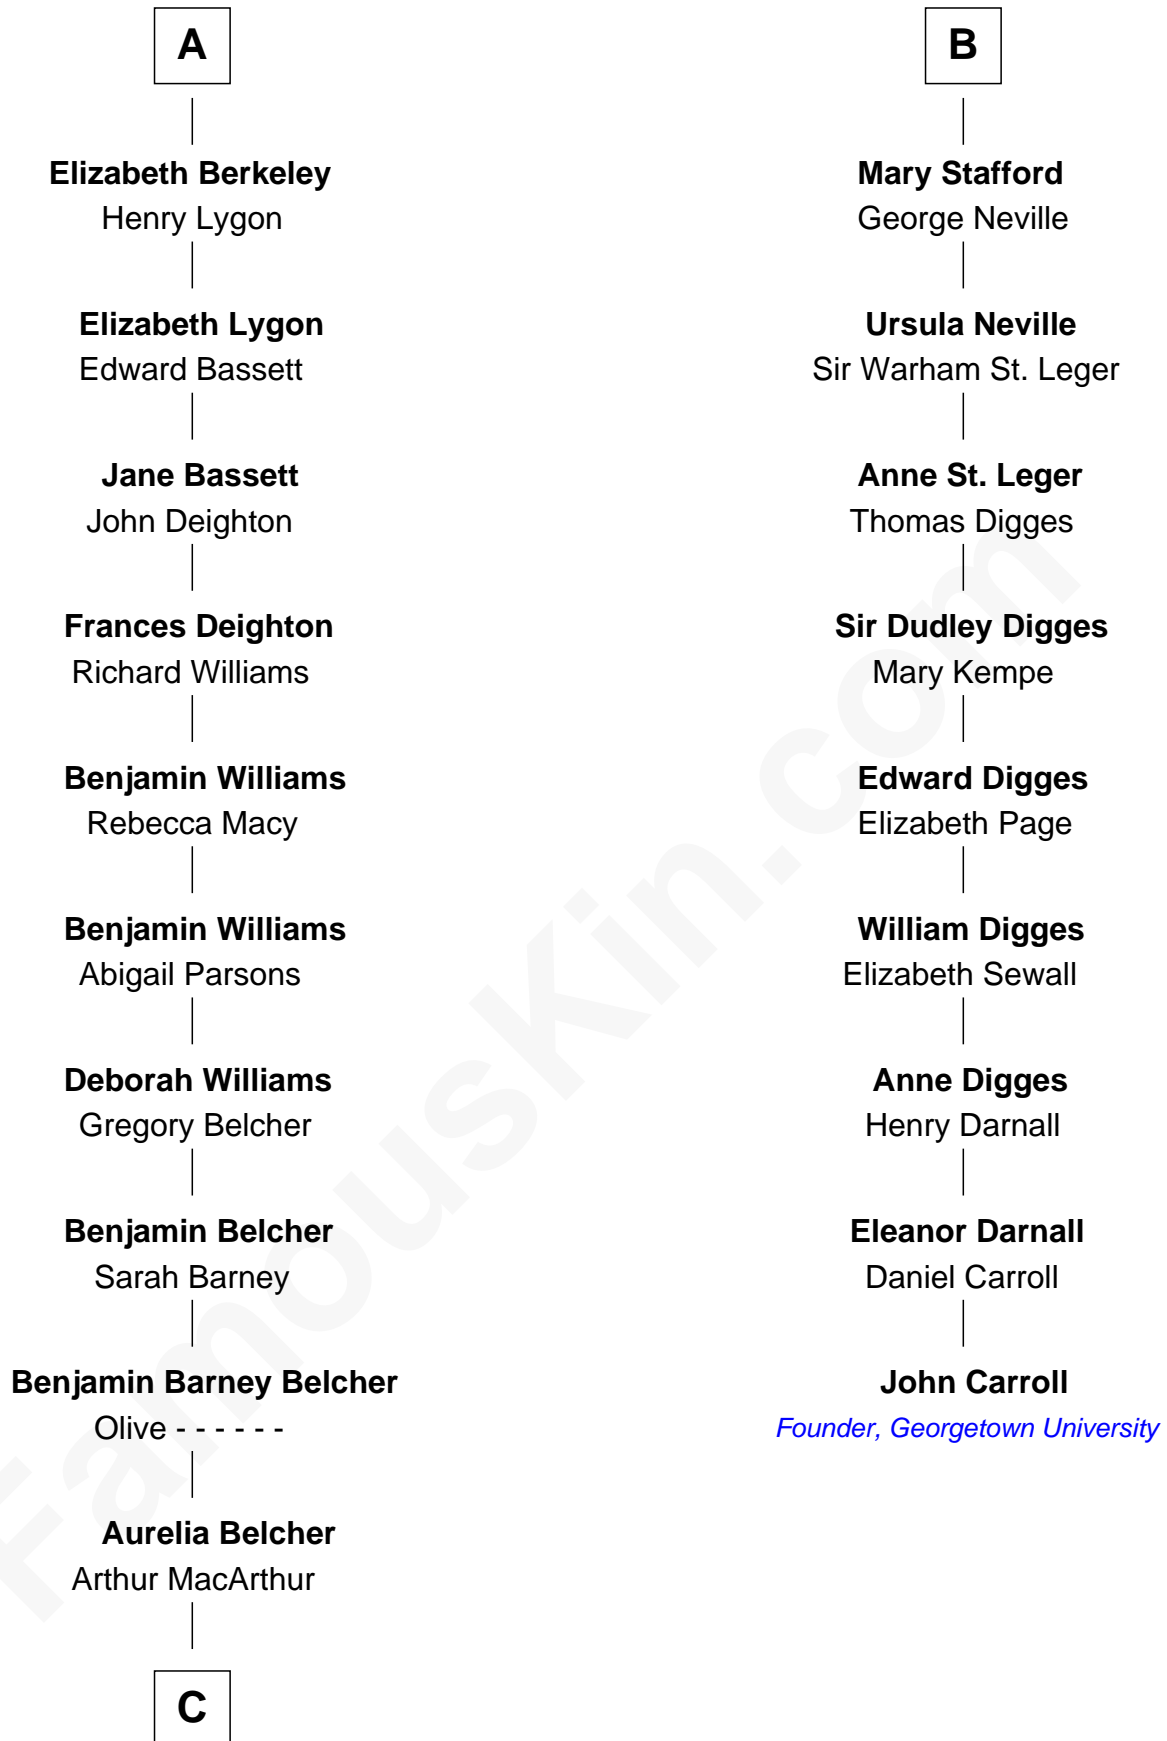 A
Elizabeth Berkeley
Henry Lygon
Elizabeth Lygon
Edward Bassett
Jane Bassett
John Deighton
Frances Deighton
Richard Williams
Benjamin Williams
Rebecca Macy
Benjamin Williams
Abigail Parsons
Deborah Williams
Gregory Belcher
Benjamin Belcher
Sarah Barney
Benjamin Barney Belcher
Olive - - - - - -
Aurelia Belcher
Arthur MacArthur
C
B
Mary Stafford
George Neville
Ursula Neville
Sir Warham St. Leger
Anne St. Leger
Thomas Digges
Sir Dudley Digges
Mary Kempe
Edward Digges
Elizabeth Page
William Digges
Elizabeth Sewall
Anne Digges
Henry Darnall
Eleanor Darnall
Daniel Carroll
John Carroll
Founder, Georgetown University
FamousKin.com